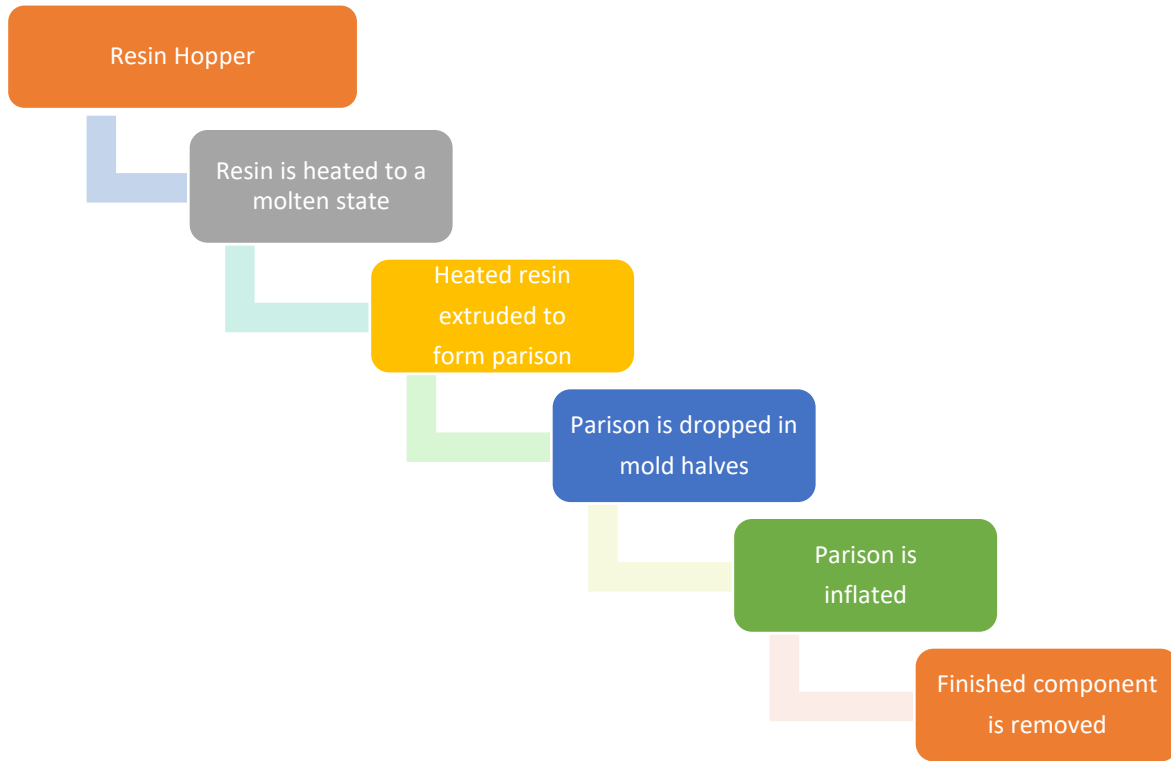 Resin Hopper
Resin is heated to a
molten state
Heated resin
extruded to
form parison
Parison is dropped in
mold halves
Parison is
inflated
Finished component
is removed